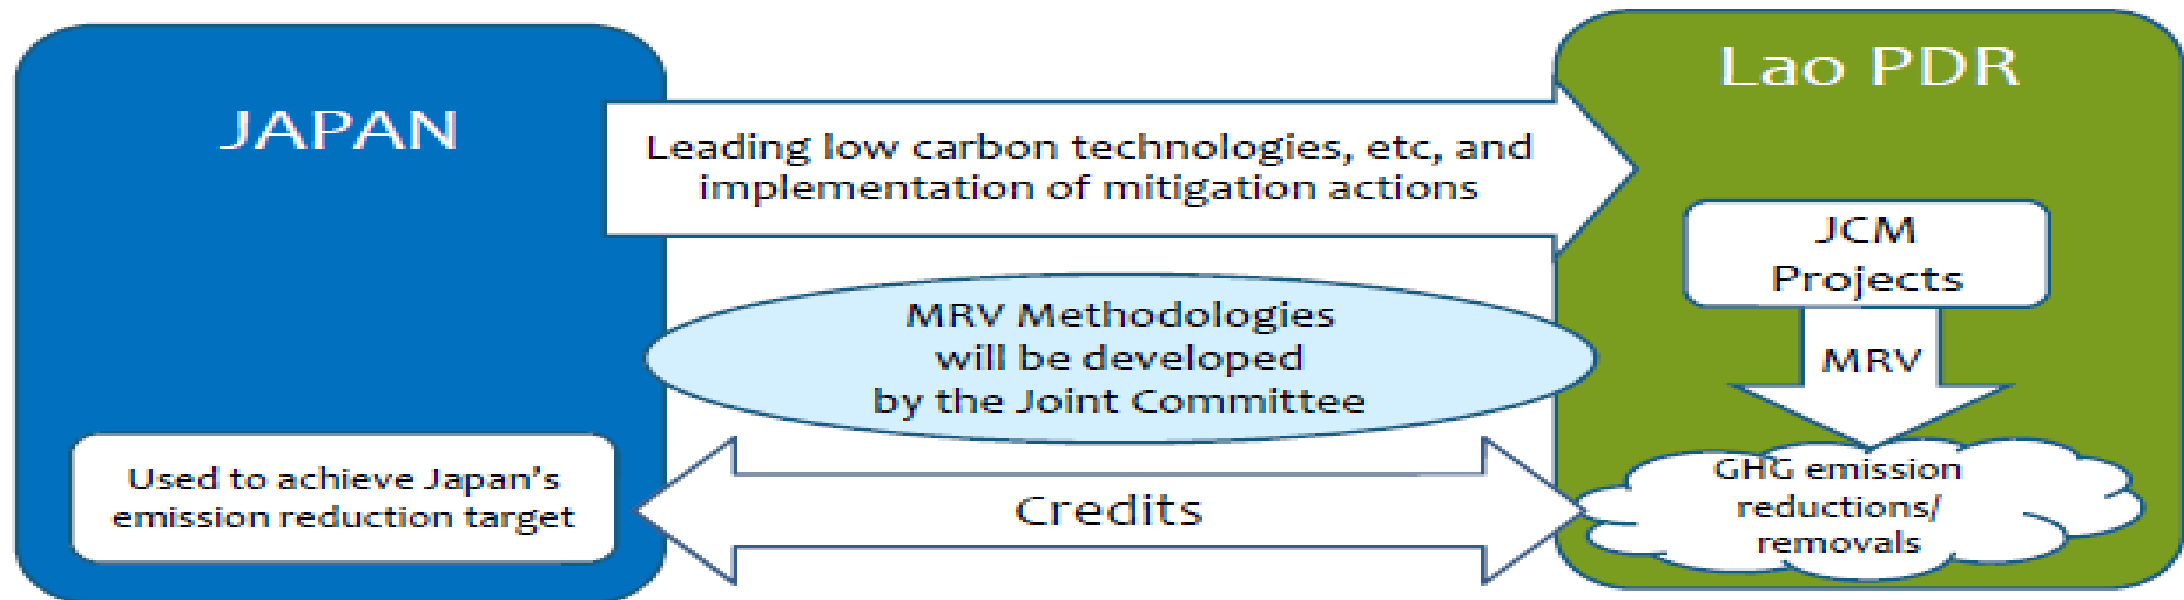 JAPAN
Lao PDR
Leading low carbon technologies, etc, and
implementation of mitigation actions
JCM
Projects
MRV Methodologies
will be developed
by the Joint Committee
MRV
Used to achieve Japan's
emission reduction target
Credits
GHG emission
reductions/
removals